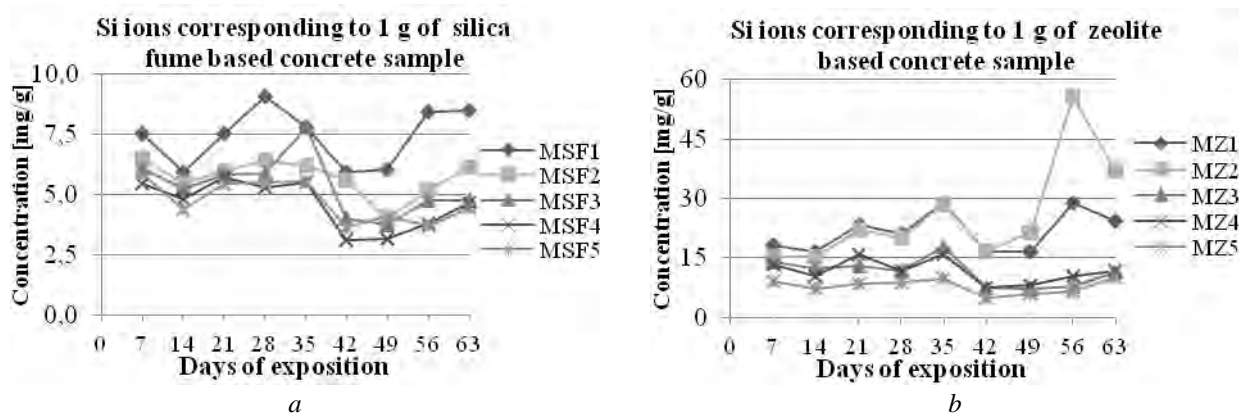 Si ions corresponding to 1 g of silica
fume based concrete sample
Concentration [mg/g]
10,0
7,5
5,0
2,5
0,0
0 7 14 21 28 35 42 49 56 63
Days of exposition
MSF1
MSF2
MSF3
MSF4
MSF5
a
Si ions corresponding to 1 g of zeolite
based concrete sample
Concentration [mg/g]
60
45
30
15
0
0 7 14 21 28 35 42 49 56 63
Days of exposition
MZ1
MZ2
MZ3
MZ4
MZ5
b